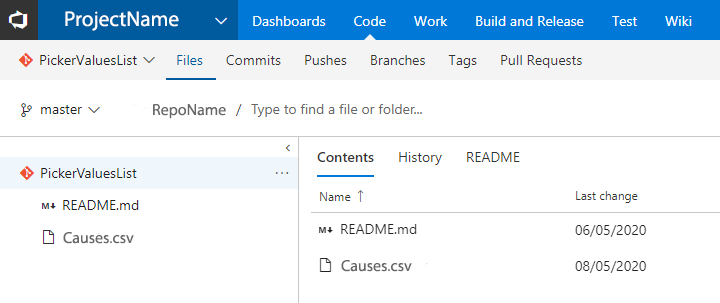 ProjectName Dashboards Code Work Build and Release Test Wiki
PickerValuesList Files Commits Pushes Branches Tags Pull Requests
master RepoName / Type to find a file or folder...
PickerValuesList ...
M↓ README.md
Causes.csv
Contents History README
Name ↑ Last change
M↓ README.md 06/05/2020
Causes.csv 08/05/2020